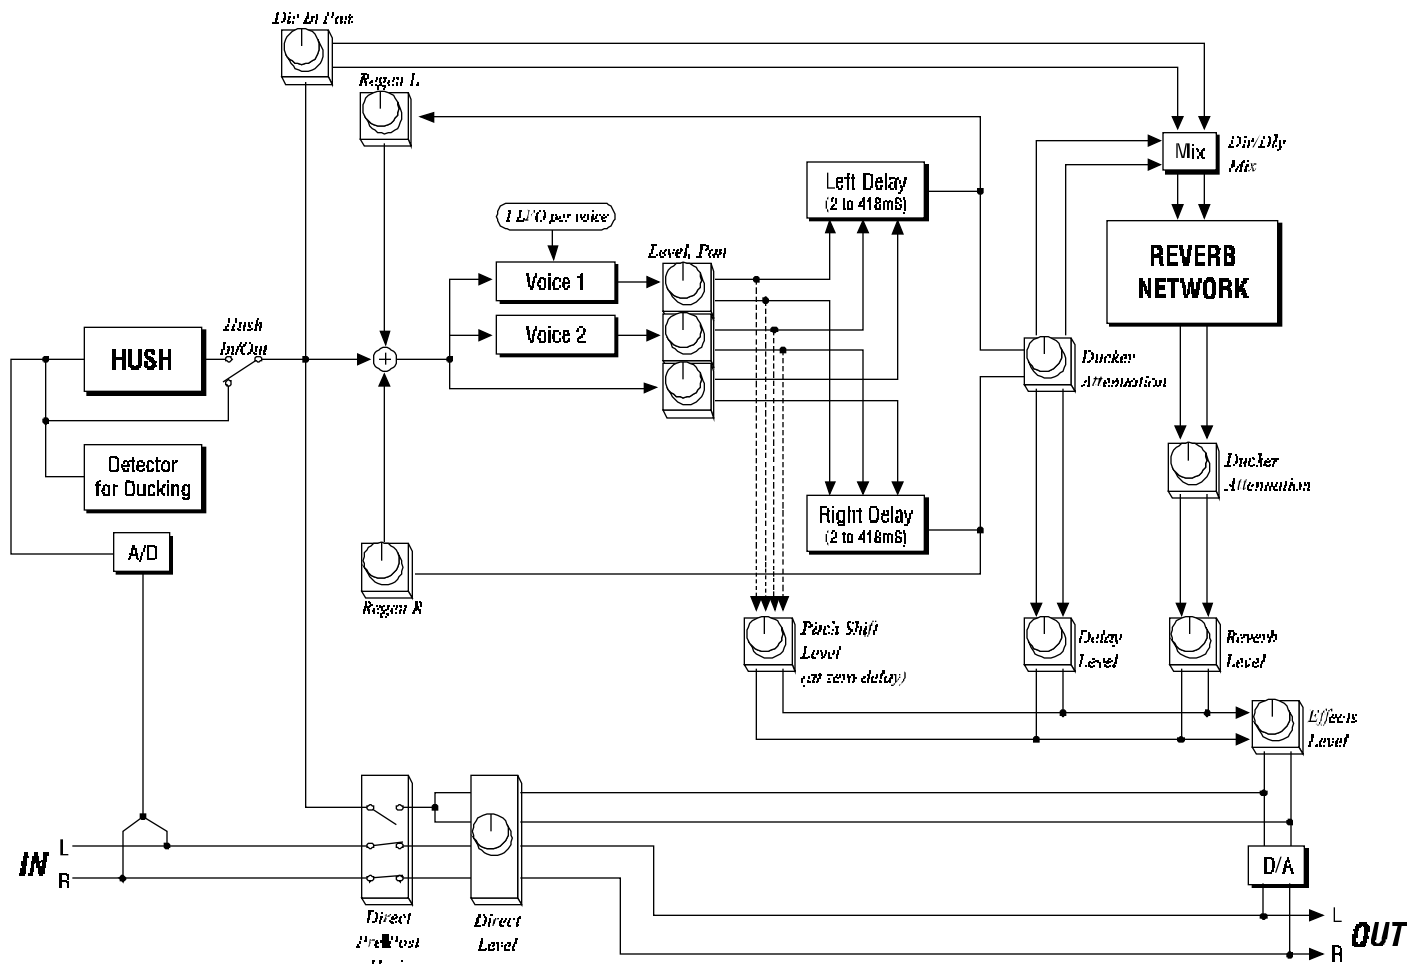 Dir In Pan
Regen L
Mix
Dir/Dly
Mix
Left Delay
(2 to 418mS)
1 LFO per voice
Level, Pan
REVERB
NETWORK
Voice 1
Voice 2
Hush
In/Out
HUSH
Ducker
Attenuation
Detector
for Ducking
Ducker
Attenuation
Right Delay
(2 to 418mS)
A/D
Regen R
Pitch Shift
Level
(at zero delay)
Delay
Level
Reverb
Level
Effects
Level
IN
L
R
D/A
Direct
Pre/Post
Direct
Level
L
R
OUT